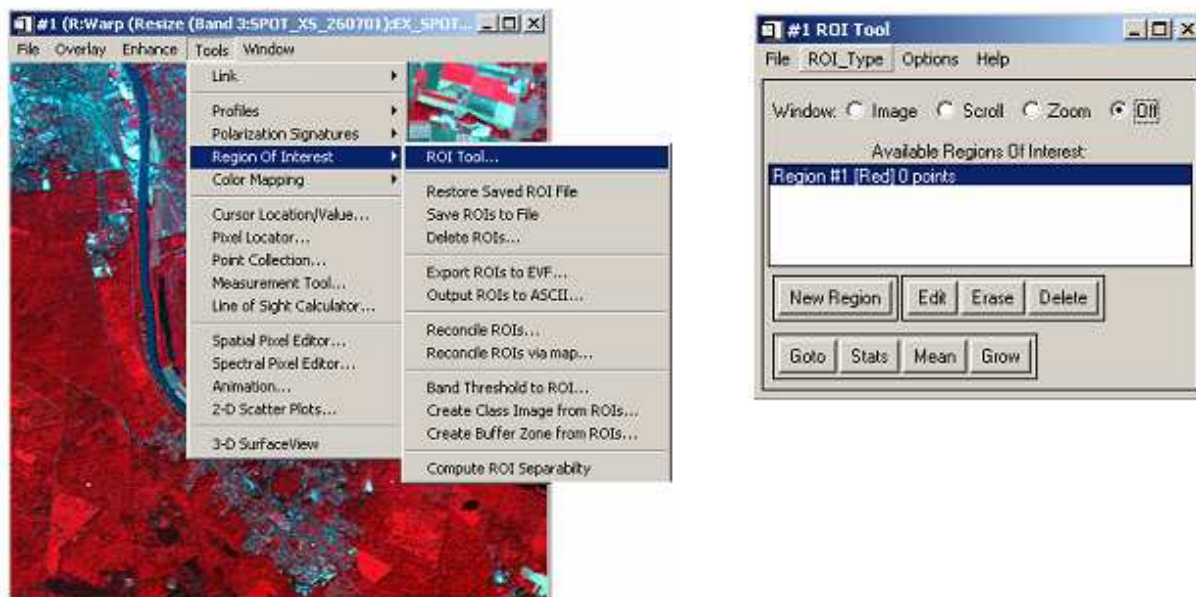 #1 (R:Warp (Resize (Band 3:SPOT_XS_260701):EX_SPOT...
File Overlay Enhance Tools Window
Link
Profiles
Polarization Signatures
Region Of Interest
Color Mapping
Cursor Location/Value...
Pixel Locator...
Point Collection...
Measurement Tool...
Line of Sight Calculator...
Spatial Pixel Editor...
Spectral Pixel Editor...
Animation...
2-D Scatter Plots...
3-D SurfaceView
ROI Tool...
Restore Saved ROI File
Save ROIs to File
Delete ROIs...
Export ROIs to EVF...
Output ROIs to ASCII...
Reconcile ROIs...
Reconcile ROIs via map...
Band Threshold to ROI...
Create Class Image from ROIs...
Create Buffer Zone from ROIs...
Compute ROI Separabilty
#1 ROI Tool
File ROI_Type Options Help
Window: Image Scroll Zoom Off
Available Regions Of Interest:
Region #1 [Red] 0 points
New Region Edit Erase Delete
Goto Stats Mean Grow